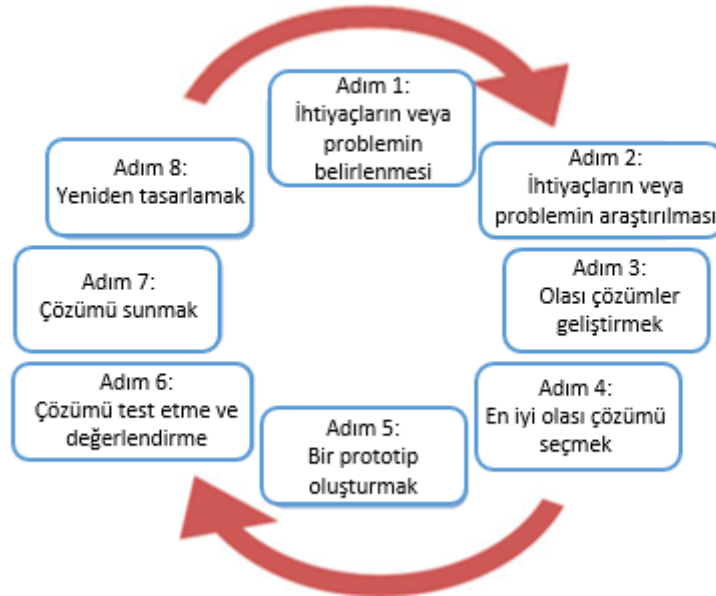 Adım 1:
İhtiyaçların veya
problemin
belirlenmesi
Adım 2:
İhtiyaçların veya
problemin araştırılması
Adım 3:
Olası çözümler
geliştirmek
Adım 4:
En iyi olası çözümü
seçmek
Adım 5:
Bir prototip
oluşturmak
Adım 6:
Çözümü test etme ve
değerlendirme
Adım 7:
Çözümü sunmak
Adım 8:
Yeniden tasarlamak